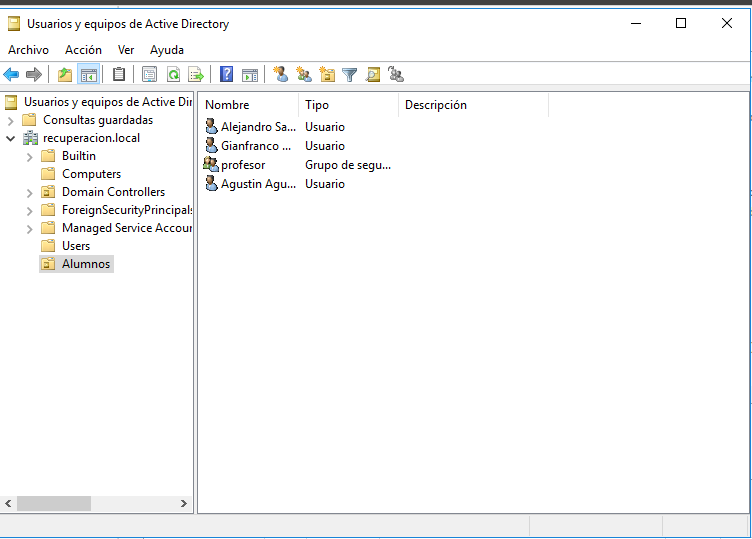 Usuarios y equipos de Active Directory
Archivo Acción Ver Ayuda
Usuarios y equipos de Active Dir
Consultas guardadas
recuperacion.local
Builtin
Computers
Domain Controllers
ForeignSecurityPrincipals
Managed Service Accour
Users
Alumnos
Nombre Tipo Descripción
Alejandro Sa... Usuario
Gianfranco ... Usuario
profesor Grupo de segu...
Agustin Agu... Usuario